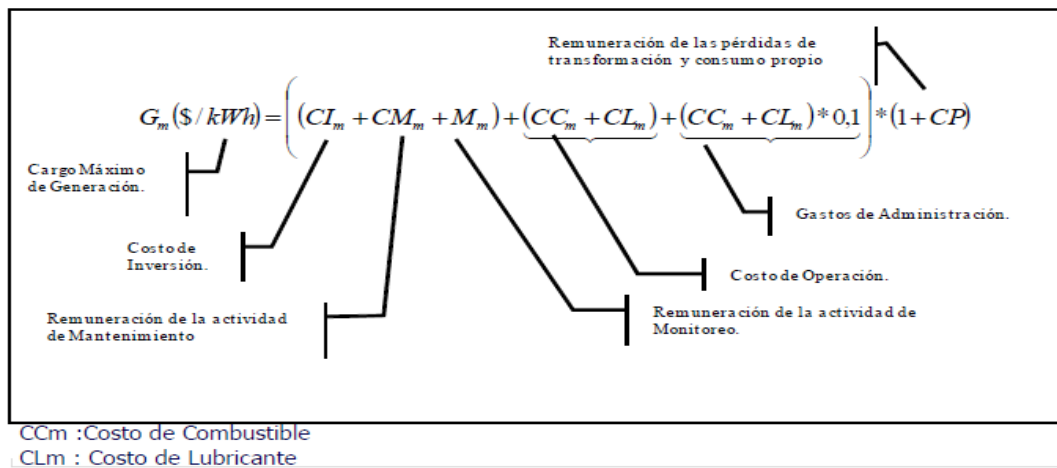 Remuneración de las pérdidas de
transformación y consumo propio
G_m($/kWh)=((CI_m+CM_m+M_m)+(CC_m+CL_m)+(CC_m+CL_m)*0,1)*(1+CP)
Cargo Máximo
de Generación.
Gastos de Administración.
Costo de
Inversión.
Costo de Operación.
Remuneración de la actividad
de Mantenimiento
Remuneración de la actividad de
Monitoreo.
CCm :Costo de Combustible
CLm : Costo de Lubricante